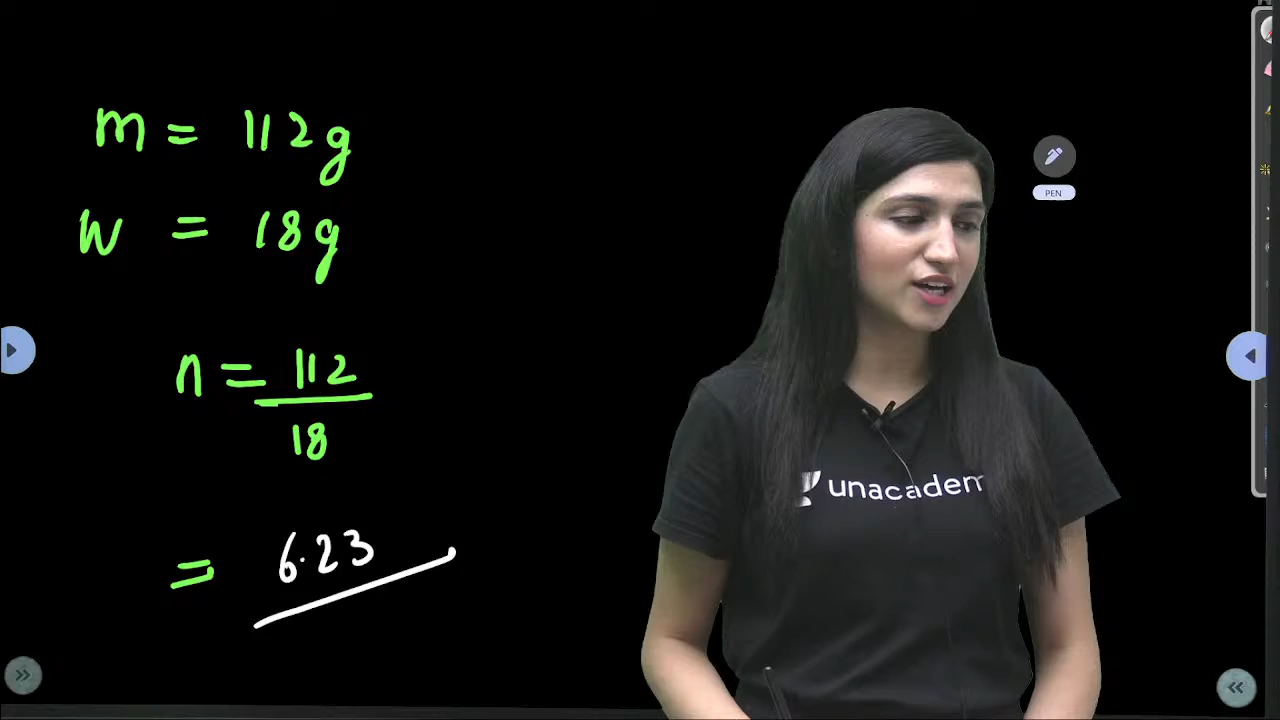 m = 112g
W = 18g
n = 112
18
= 6.23
PEN
unacadem